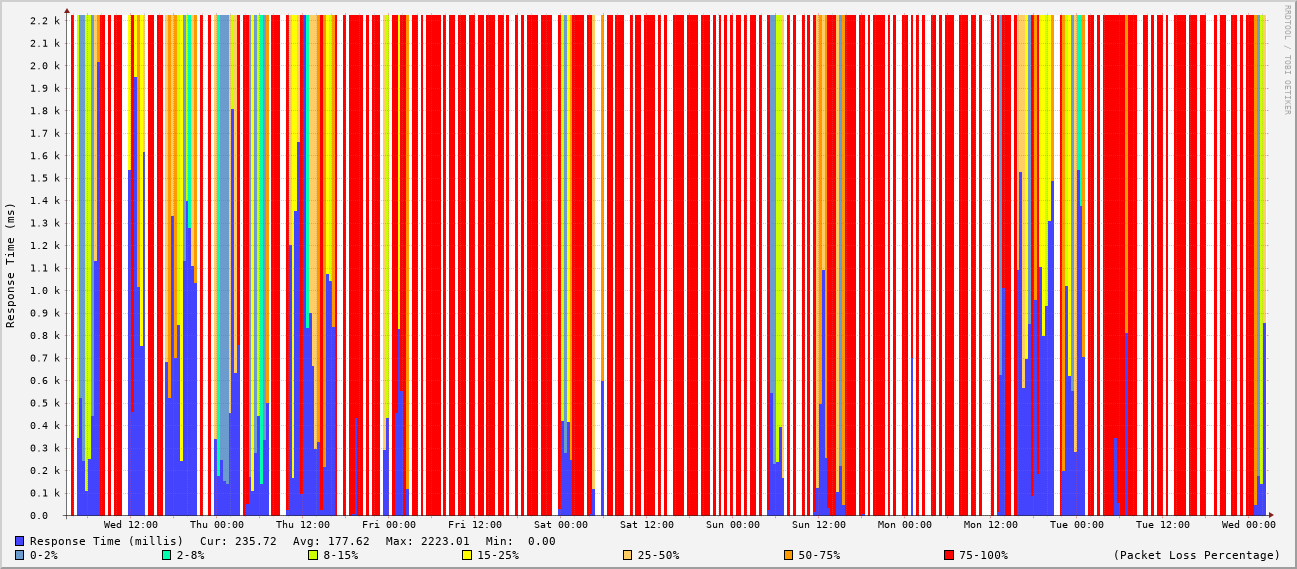 2.2 k
2.1 k
2.0 k
1.9 k
1.8 k
1.7 k
1.6 k
1.5 k
1.4 k
1.3 k
1.2 k
1.1 k
1.0 k
0.9 k
0.8 k
0.7 k
0.6 k
0.5 k
0.4 k
0.3 k
0.2 k
0.1 k
0.0
Response Time (ms)
RRDTOOL / TOBI OETIKER
Wed 12:00 Thu 00:00 Thu 12:00 Fri 00:00 Fri 12:00 Sat 00:00 Sat 12:00 Sun 00:00 Sun 12:00 Mon 00:00 Mon 12:00 Tue 00:00 Tue 12:00 Wed 00:00
Response Time (millis) Cur: 235.72 Avg: 177.62 Max: 2223.01 Min: 0.00
0-2% 2-8% 8-15% 15-25% 25-50% 50-75% 75-100% (Packet Loss Percentage)